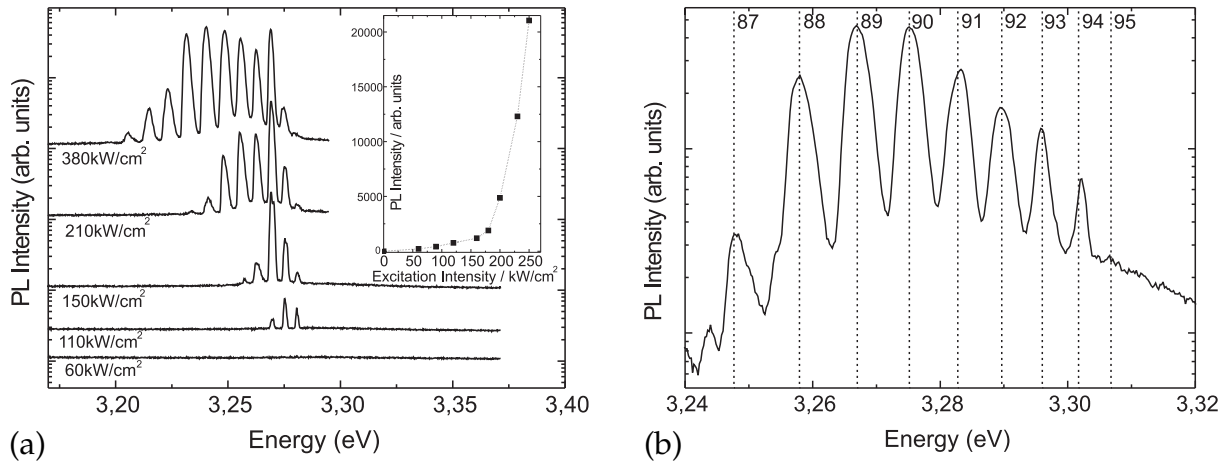 PL Intensity (arb. units)
380kW/cm²
210kW/cm²
150kW/cm²
110kW/cm²
60kW/cm²
3,20 3,25 3,30 3,35 3,40
Energy (eV)
(a)
PL Intensity / arb. units
20000
15000
10000
5000
0
0 50 100 150 200 250
Excitation Intensity / kW/cm²
PL Intensity (arb. units)
87 88 89 90 91 92 93 94 95
3,24 3,26 3,28 3,30 3,32
Energy (eV)
(b)